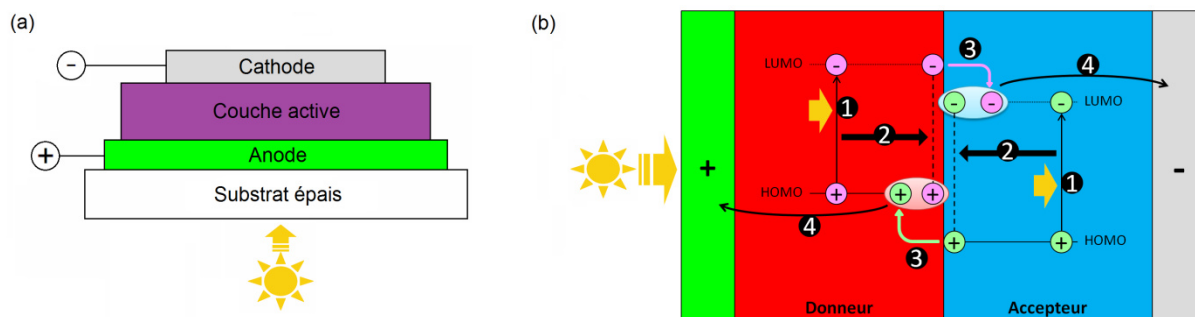 (a)
-
Cathode
Couche active
+
Anode
Substrat épais
(b)
3
4
LUMO - -
- - - LUMO
1
2
2
+
-
1
HOMO + + +
4
+ + HOMO
3
Donneur Accepteur